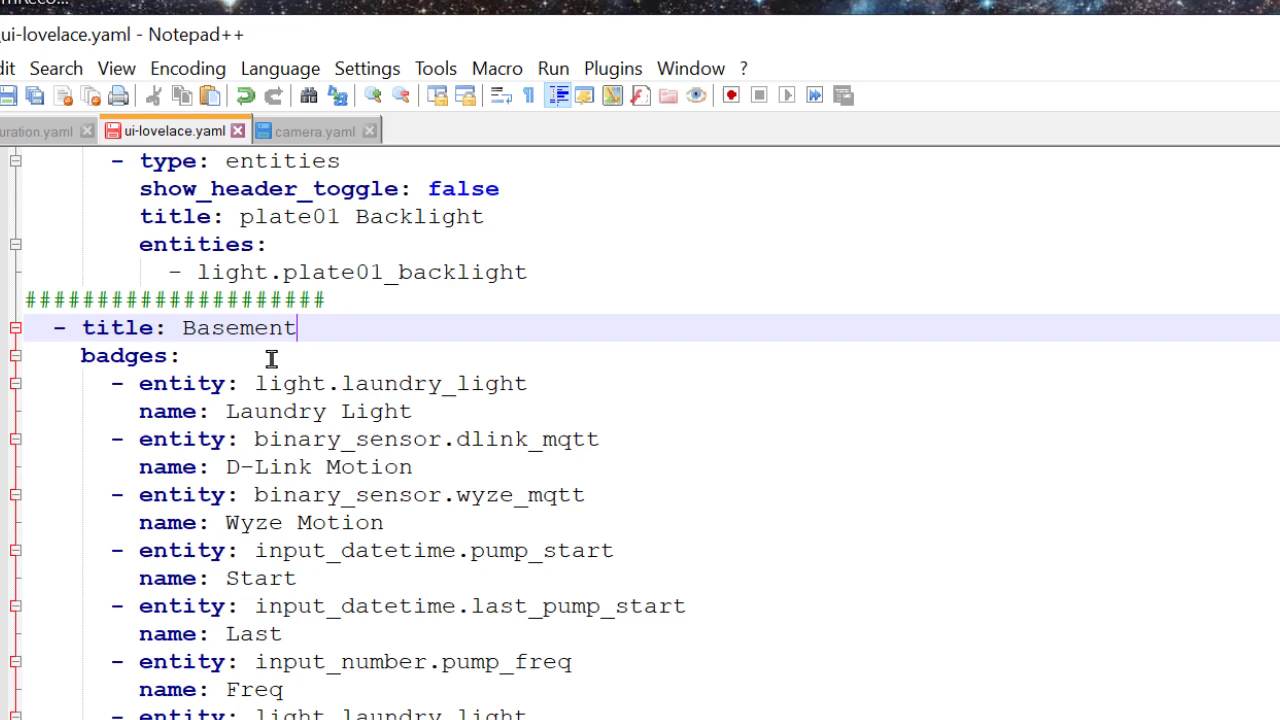 ui-lovelace.yaml - Notepad++
dit Search View Encoding Language Settings Tools Macro Run Plugins Window ?
uration.yaml ui-lovelace.yaml camera.yaml
- type: entities
show_header_toggle: false
title: plate01 Backlight
entities:
- light.plate01_backlight
#####################
- title: Basement
badges:
- entity: light.laundry_light
name: Laundry Light
- entity: binary_sensor.dlink_mqtt
name: D-Link Motion
- entity: binary_sensor.wyze_mqtt
name: Wyze Motion
- entity: input_datetime.pump_start
name: Start
- entity: input_datetime.last_pump_start
name: Last
- entity: input_number.pump_freq
name: Freq
- entity: light.laundry_light